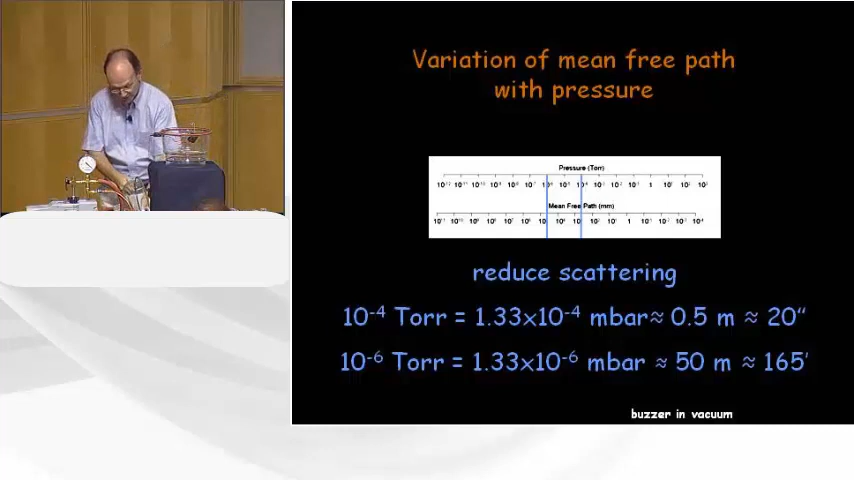 Variation of mean free path
with pressure
Pressure (Torr)
Mean Free Path (mm)
reduce scattering
10⁻⁴ Torr = 1.33x10⁻⁴ mbar≈ 0.5 m ≈ 20″
10⁻⁶ Torr = 1.33x10⁻⁶ mbar ≈ 50 m ≈ 165′
buzzer in vacuum